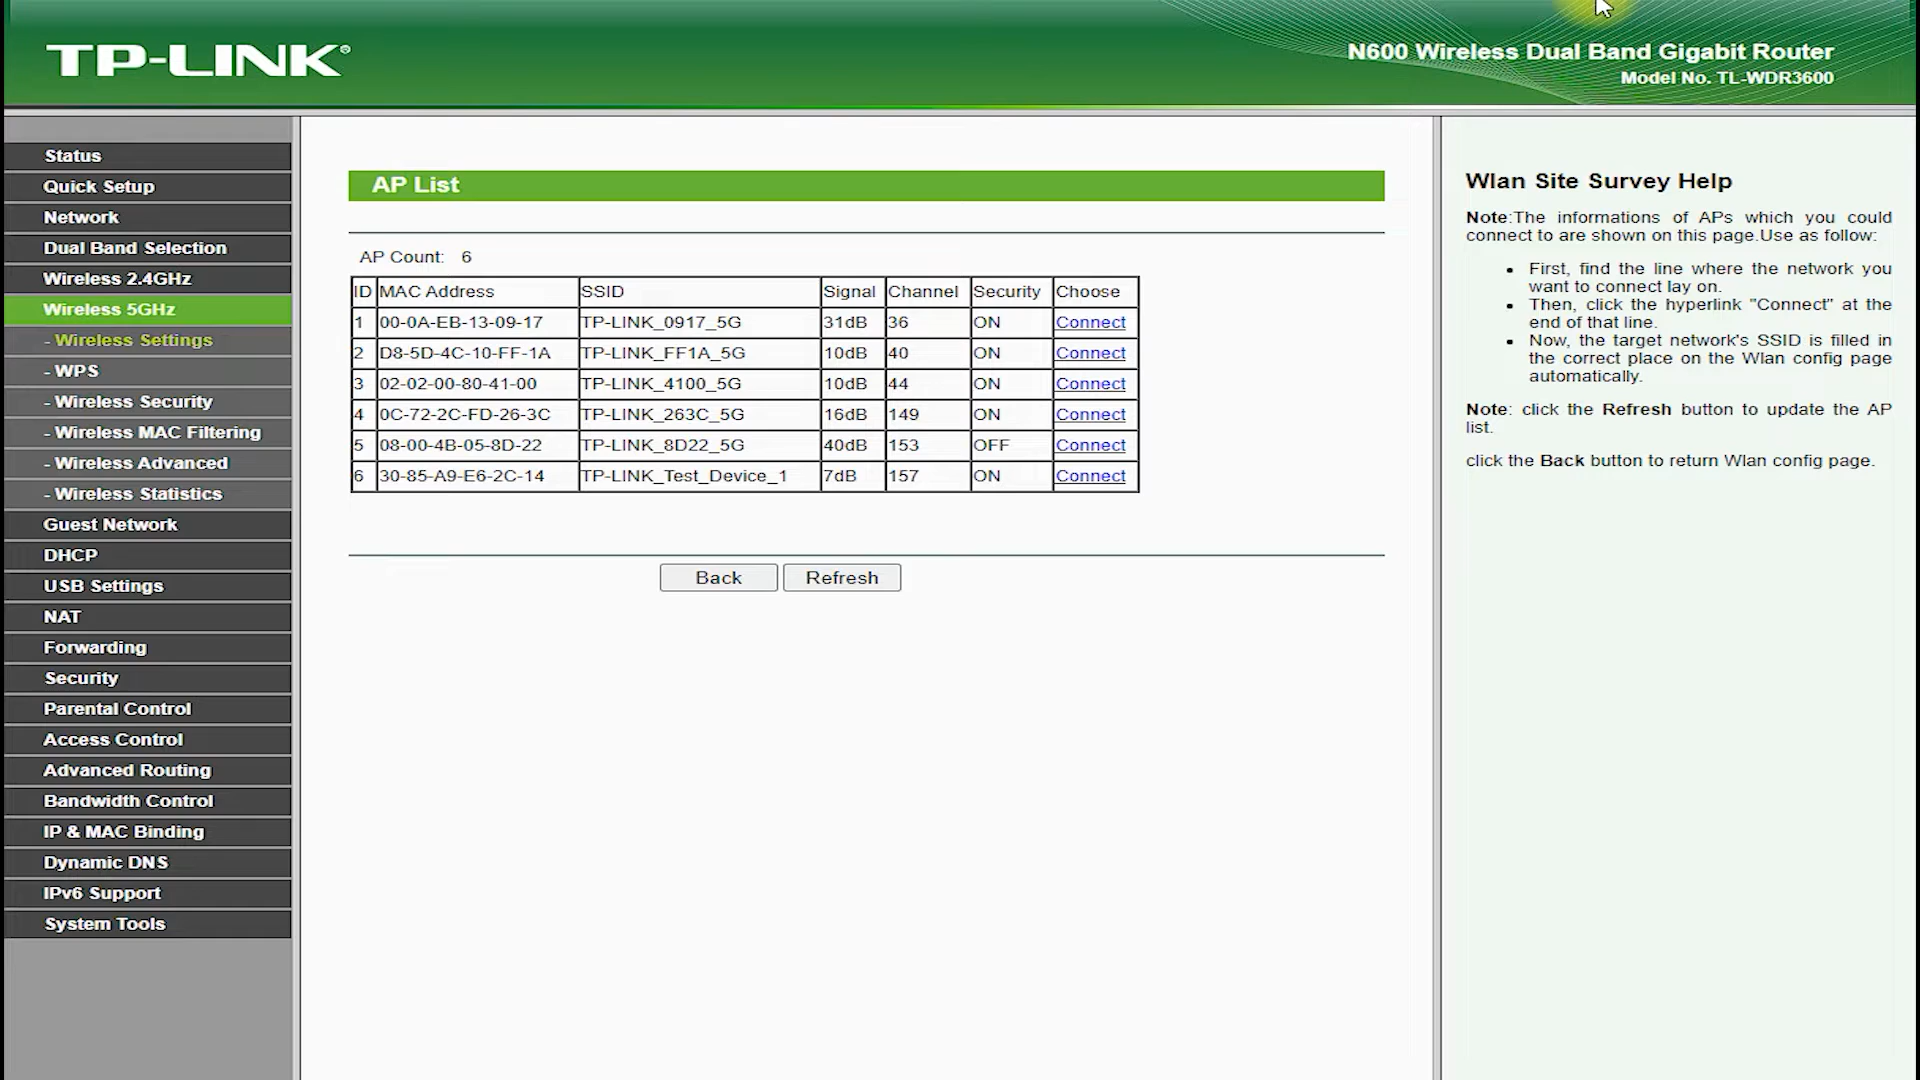 TP-LINK®
N600 Wireless Dual Band Gigabit Router
Model No. TL-WDR3600
Status
Quick Setup
Network
Dual Band Selection
Wireless 2.4GHz
Wireless 5GHz
- Wireless Settings
- WPS
- Wireless Security
- Wireless MAC Filtering
- Wireless Advanced
- Wireless Statistics
Guest Network
DHCP
USB Settings
NAT
Forwarding
Security
Parental Control
Access Control
Advanced Routing
Bandwidth Control
IP & MAC Binding
Dynamic DNS
IPv6 Support
System Tools
AP List
AP Count: 6
ID MAC Address SSID Signal Channel Security Choose
1 00-0A-EB-13-09-17 TP-LINK_0917_5G 31dB 36 ON Connect
2 D8-5D-4C-10-FF-1A TP-LINK_FF1A_5G 10dB 40 ON Connect
3 02-02-00-80-41-00 TP-LINK_4100_5G 10dB 44 ON Connect
4 0C-72-2C-FD-26-3C TP-LINK_263C_5G 16dB 149 ON Connect
5 08-00-4B-05-8D-22 TP-LINK_8D22_5G 40dB 153 OFF Connect
6 30-85-A9-E6-2C-14 TP-LINK_Test_Device_1 7dB 157 ON Connect
Back Refresh
Wlan Site Survey Help
Note:The informations of APs which you could
connect to are shown on this page.Use as follow:
• First, find the line where the network you
want to connect lay on.
• Then, click the hyperlink "Connect" at the
end of that line.
• Now, the target network's SSID is filled in
the correct place on the Wlan config page
automatically.
Note: click the Refresh button to update the AP
list.
click the Back button to return Wlan config page.